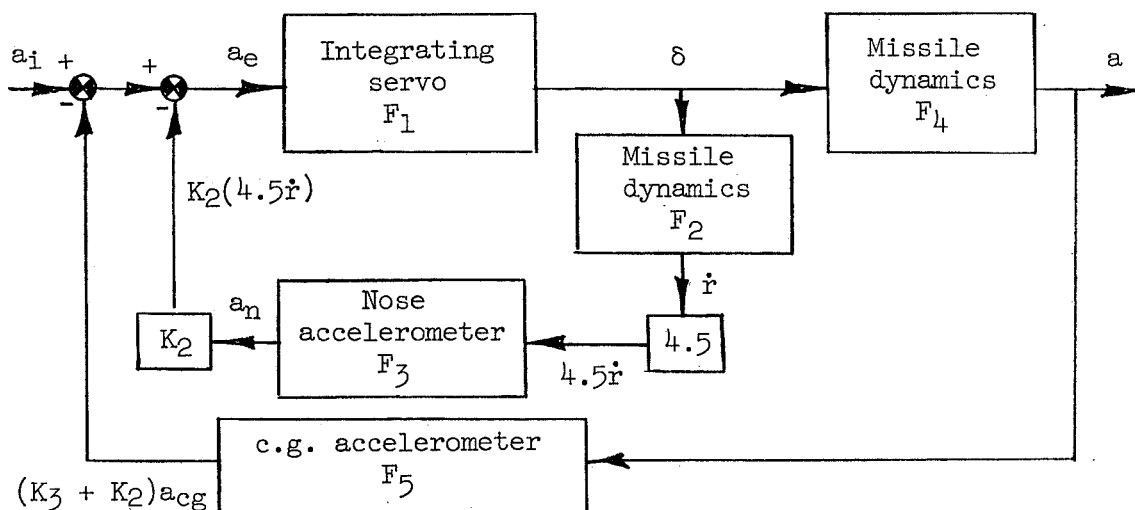 a_i
+
-
+
-
a_e
Integrating
servo
F_1
δ
Missile
dynamics
F_4
a
Missile
dynamics
F_2
K_2(4.5ṙ)
ṙ
4.5
4.5ṙ
Nose
accelerometer
F_3
a_n
K_2
c.g. accelerometer
F_5
(K_3 + K_2)a_cg